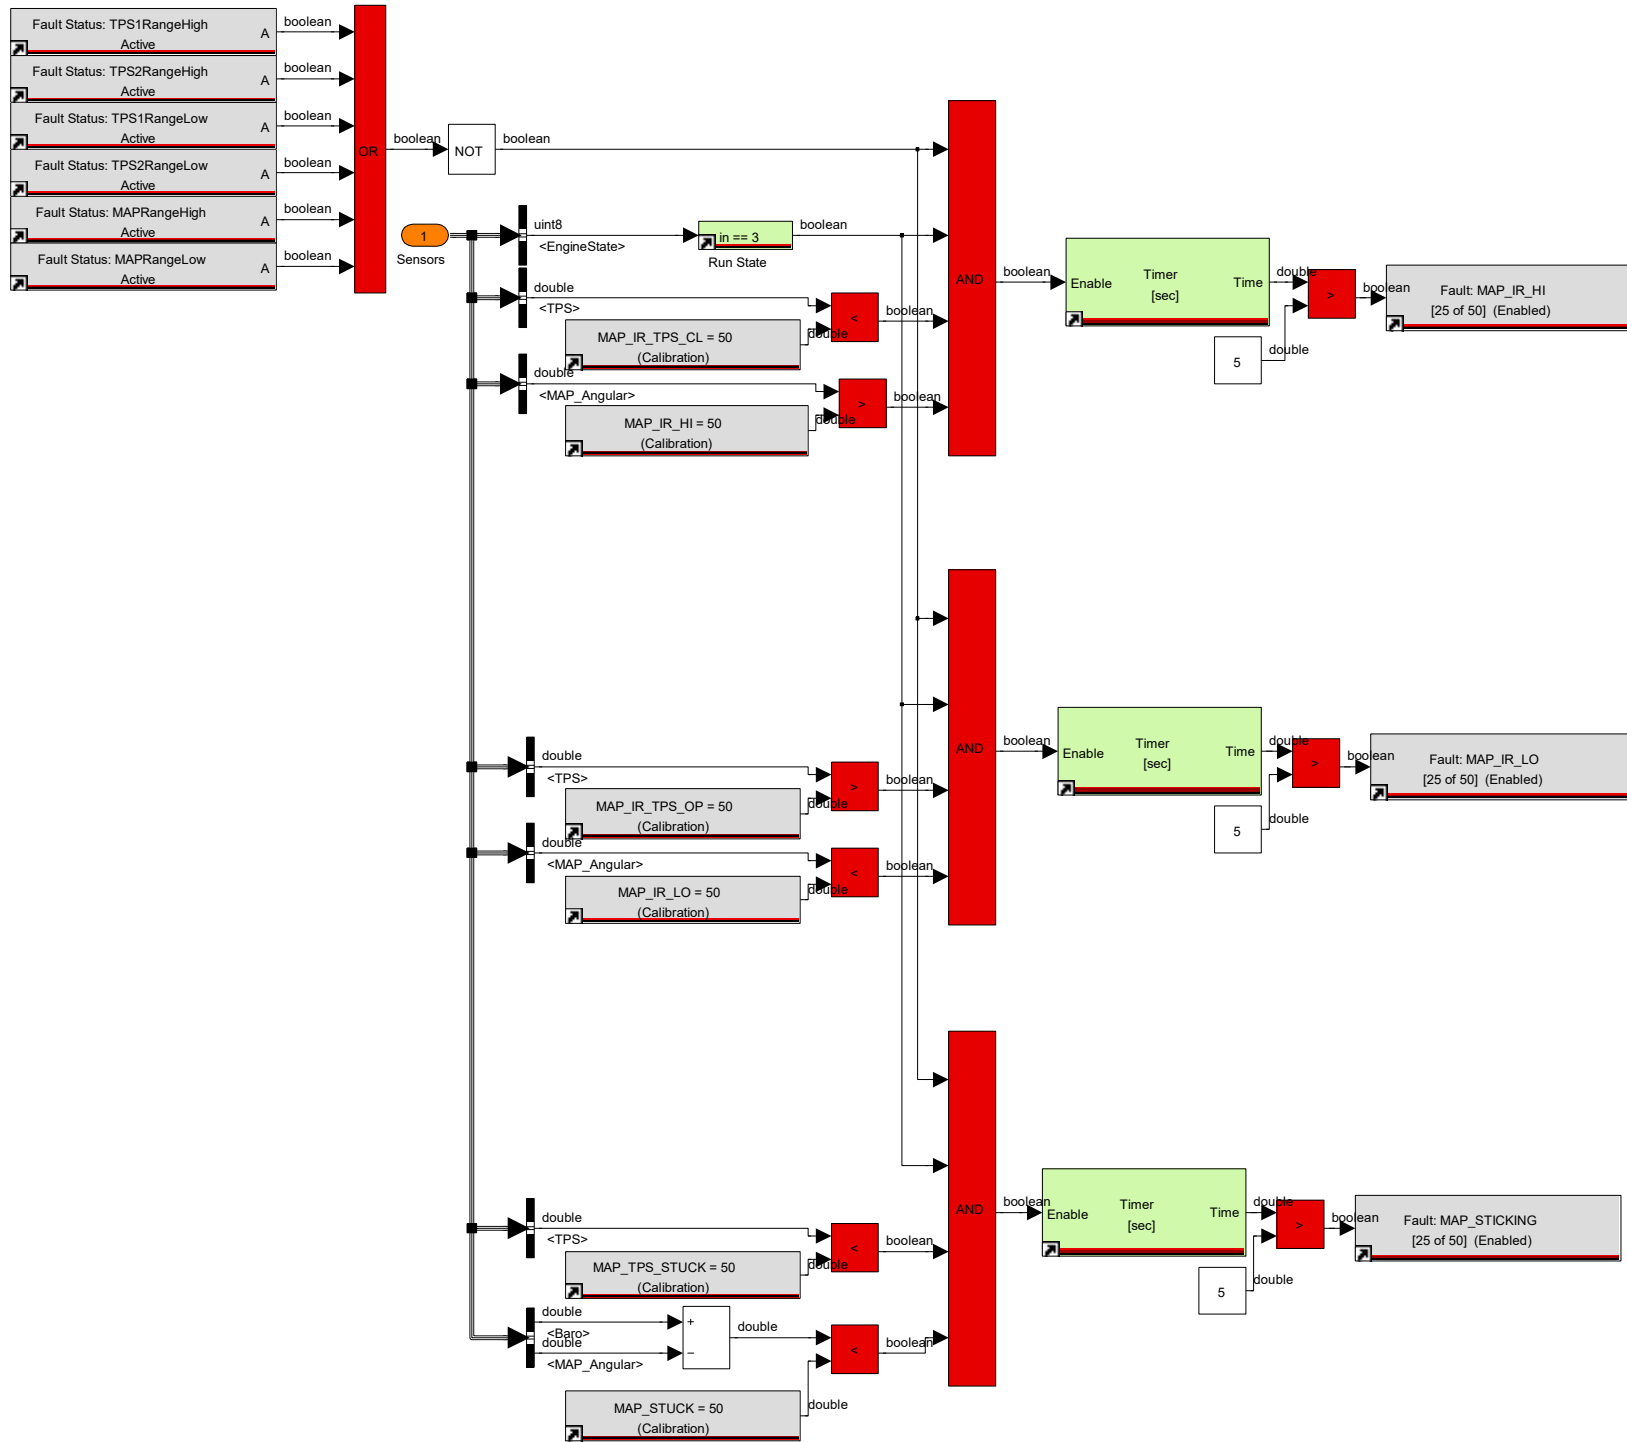 Fault Status: TPS1RangeHigh
Active
A
boolean
Fault Status: TPS2RangeHigh
Active
A
boolean
Fault Status: TPS1RangeLow
Active
A
boolean
Fault Status: TPS2RangeLow
Active
A
boolean
Fault Status: MAPRangeHigh
Active
A
boolean
Fault Status: MAPRangeLow
Active
A
boolean
OR
boolean
NOT
boolean
1
Sensors
uint8
<EngineState>
in == 3
Run State
boolean
double
<TPS>
MAP_IR_TPS_CL = 50
(Calibration)
double
<
boolean
double
<MAP_Angular>
MAP_IR_HI = 50
(Calibration)
double
>
boolean
AND
boolean
Enable
Timer
[sec]
Time
double
5
double
>
boolean
Fault: MAP_IR_HI
[25 of 50] (Enabled)
double
<TPS>
MAP_IR_TPS_OP = 50
(Calibration)
double
>
boolean
double
<MAP_Angular>
MAP_IR_LO = 50
(Calibration)
double
<
boolean
AND
boolean
Enable
Timer
[sec]
Time
double
5
double
>
boolean
Fault: MAP_IR_LO
[25 of 50] (Enabled)
double
<TPS>
MAP_TPS_STUCK = 50
(Calibration)
double
<
boolean
double
<Baro>
double
<MAP_Angular>
+
−
double
MAP_STUCK = 50
(Calibration)
double
<
boolean
AND
boolean
Enable
Timer
[sec]
Time
double
5
double
>
boolean
Fault: MAP_STICKING
[25 of 50] (Enabled)